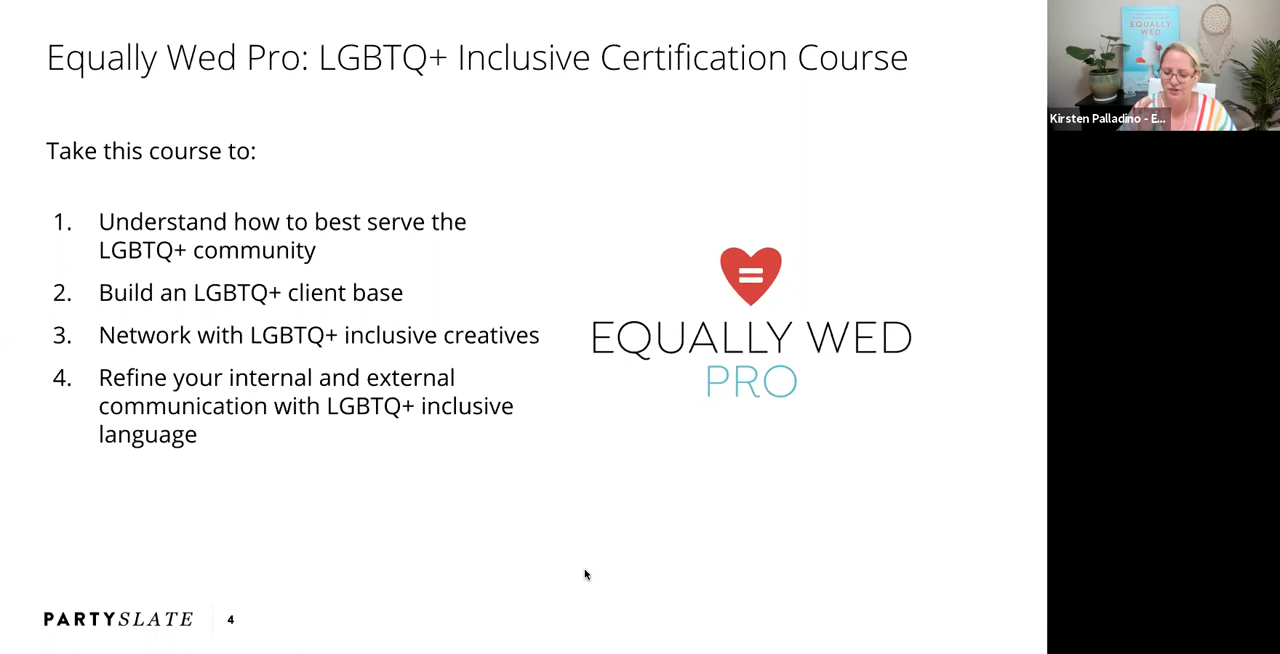 Equally Wed Pro: LGBTQ+ Inclusive Certification Course
Take this course to:
1. Understand how to best serve the
LGBTQ+ community
2. Build an LGBTQ+ client base
3. Network with LGBTQ+ inclusive creatives
4. Refine your internal and external
communication with LGBTQ+ inclusive
language
EQUALLY WED
PRO
PARTYSLATE
4
EQUALLY
WED
Kirsten Palladino - E...